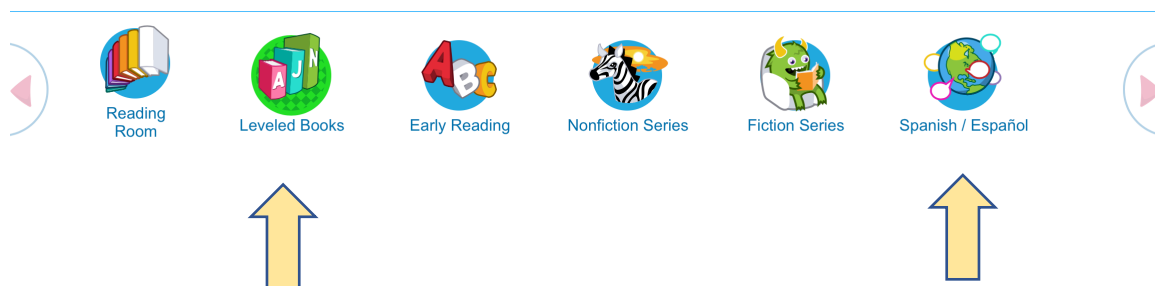 A J N
A B C
Reading
Room
Leveled Books
Early Reading
Nonfiction Series
Fiction Series
Spanish / Español